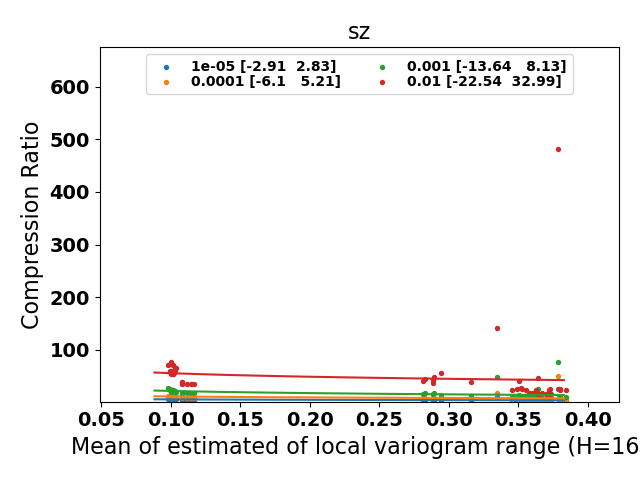 sz
1e-05 [-2.91  2.83]
0.0001 [-6.1   5.21]
0.001 [-13.64   8.13]
0.01 [-22.54  32.99]
Compression Ratio
600
500
400
300
200
100
0.05 0.10 0.15 0.20 0.25 0.30 0.35 0.40
Mean of estimated of local variogram range (H=16